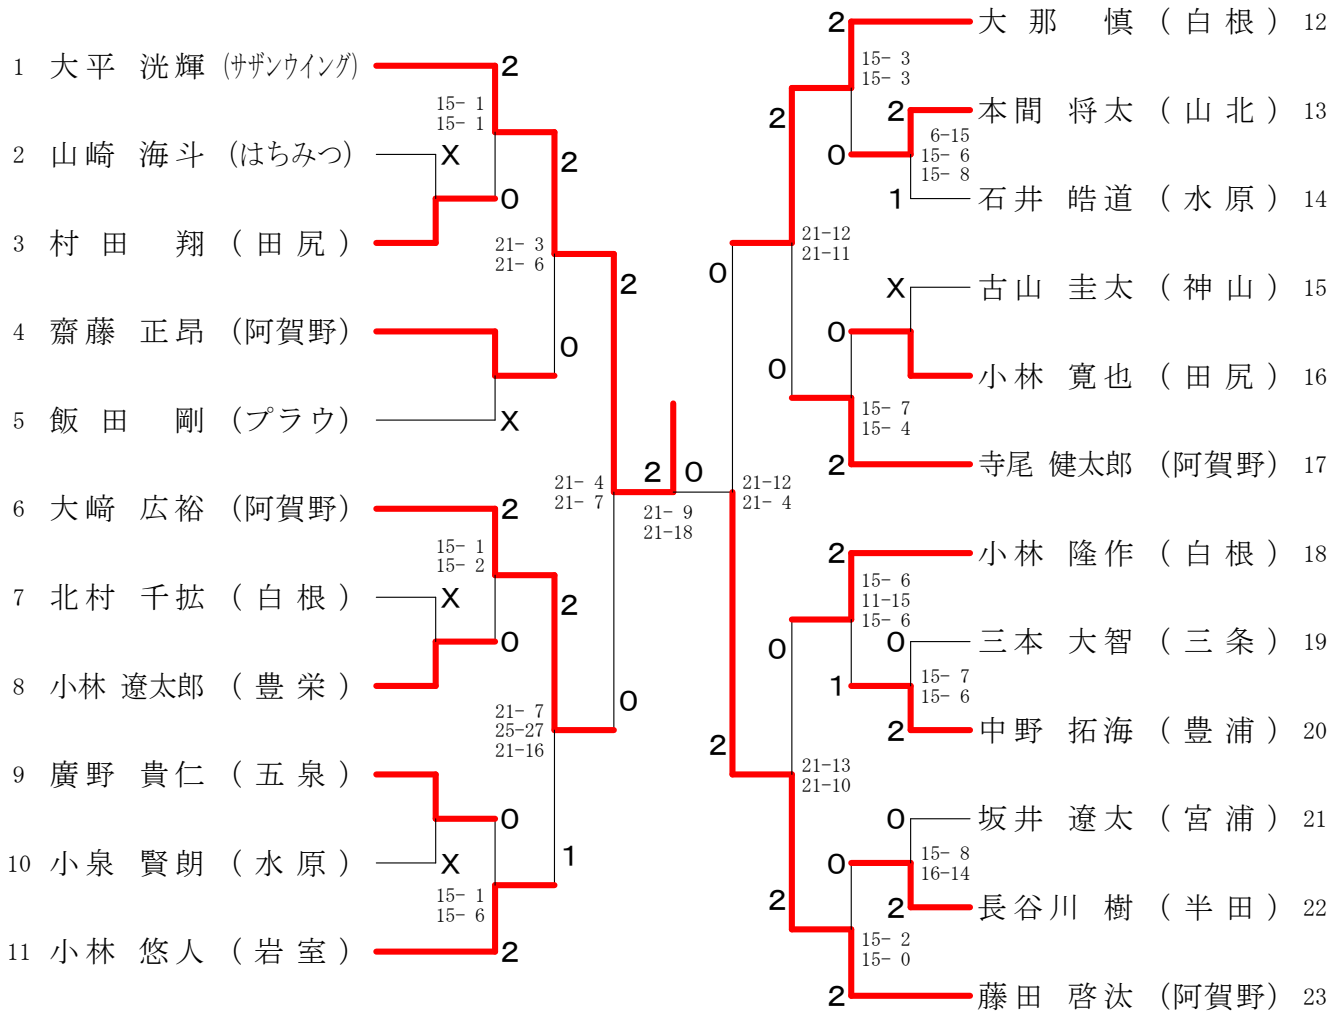 1 大平 洸輝 (サザンウイング)
2
15- 1
15- 1
2 山崎 海斗 (はちみつ)
X
2
0
3 村田 翔 (田尻)
21- 3
21- 6
2
4 齋藤 正昂 (阿賀野)
0
5 飯田 剛 (プラウ)
X
21- 4
21- 7
6 大﨑 広裕 (阿賀野)
2
15- 1
15- 2
7 北村 千拡 (白根)
X
2
0
8 小林 遼太郎 (豊栄)
21- 7
25-27
21-16
0
9 廣野 貴仁 (五泉)
0
10 小泉 賢朗 (水原)
X
1
15- 1
15- 6
11 小林 悠人 (岩室)
2
2 0
21- 9
21-18
2
大那 慎 (白根) 12
15- 3
15- 3
2
2
本間 将太 (山北) 13
0
6-15
15- 6
15- 8
1
石井 皓道 (水原) 14
21-12
21-11
0
X
古山 圭太 (神山) 15
0
0
小林 寛也 (田尻) 16
15- 7
15- 4
2
寺尾 健太郎 (阿賀野) 17
21-12
21- 4
2
小林 隆作 (白根) 18
15- 6
11-15
15- 6
0
0
三本 大智 (三条) 19
1
15- 7
15- 6
2
中野 拓海 (豊浦) 20
2
21-13
21-10
0
坂井 遼太 (宮浦) 21
0
15- 8
16-14
2
2
長谷川 樹 (半田) 22
15- 2
15- 0
2
藤田 啓汰 (阿賀野) 23